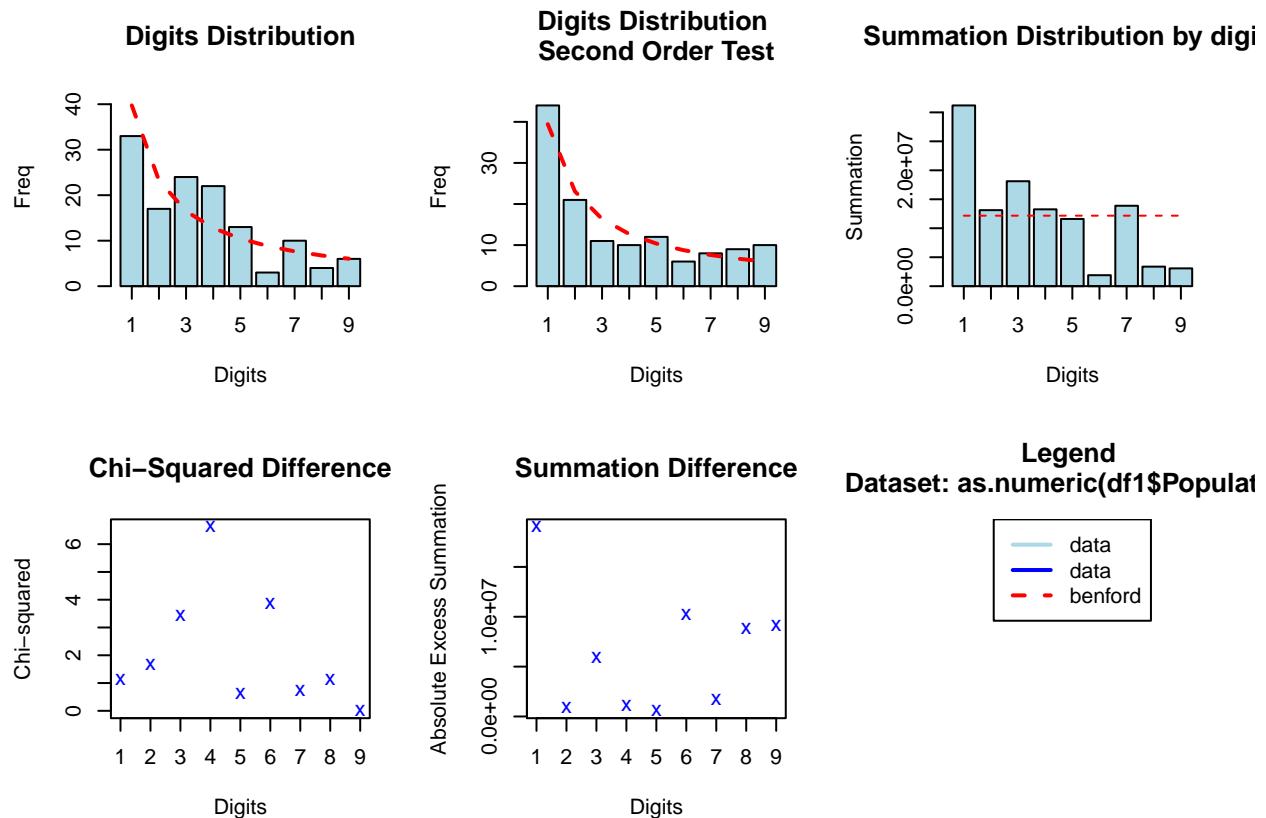 Digits Distribution
Freq
0 10 20 30 40
1 3 5 7 9
Digits
Digits Distribution
Second Order Test
Freq
0 10 30
1 3 5 7 9
Digits
Summation Distribution by digi
Summation
0.0e+00 2.0e+07
1 3 5 7 9
Digits
Chi−Squared Difference
Chi−squared
0 2 4 6
x x x x x x x x x
1 2 3 4 5 6 7 8 9
Digits
Summation Difference
Absolute Excess Summation
0.0e+00 1.0e+07
x x x x x x x x x
1 2 3 4 5 6 7 8 9
Digits
Legend
Dataset: as.numeric(df1$Populat
data
data
benford